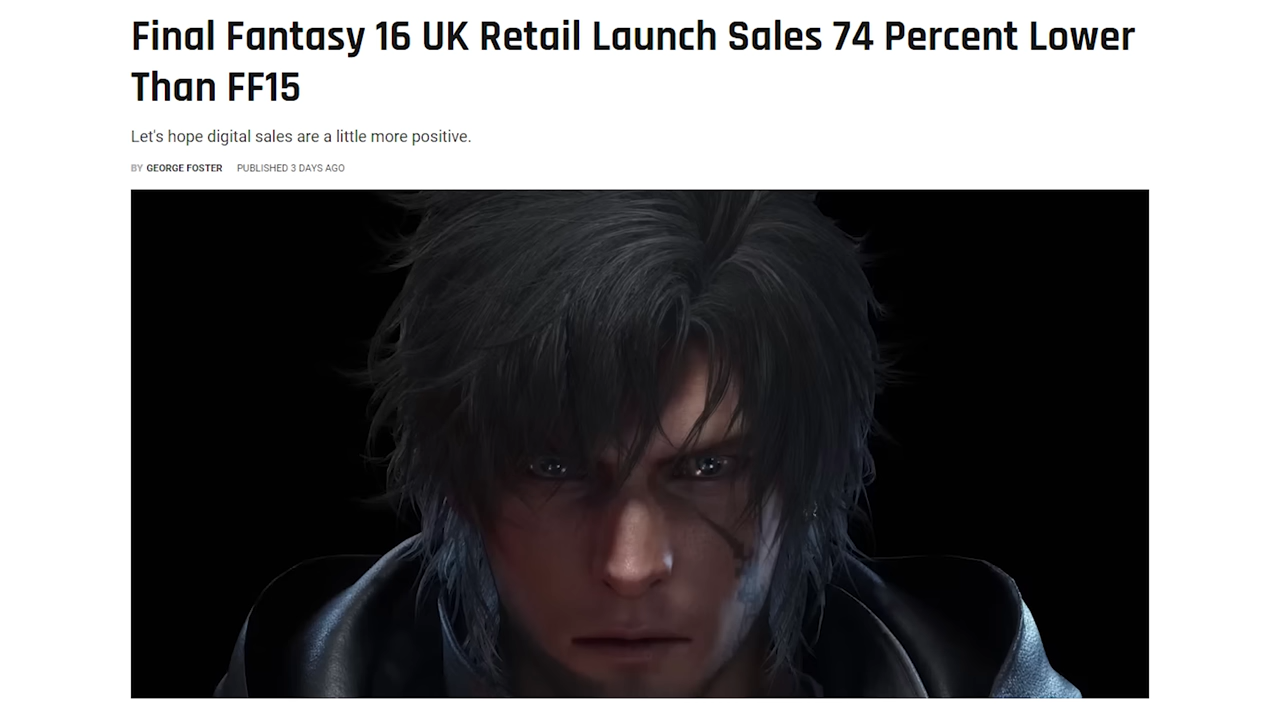 Final Fantasy 16 UK Retail Launch Sales 74 Percent Lower
Than FF15
Let's hope digital sales are a little more positive.
BY GEORGE FOSTER PUBLISHED 3 DAYS AGO